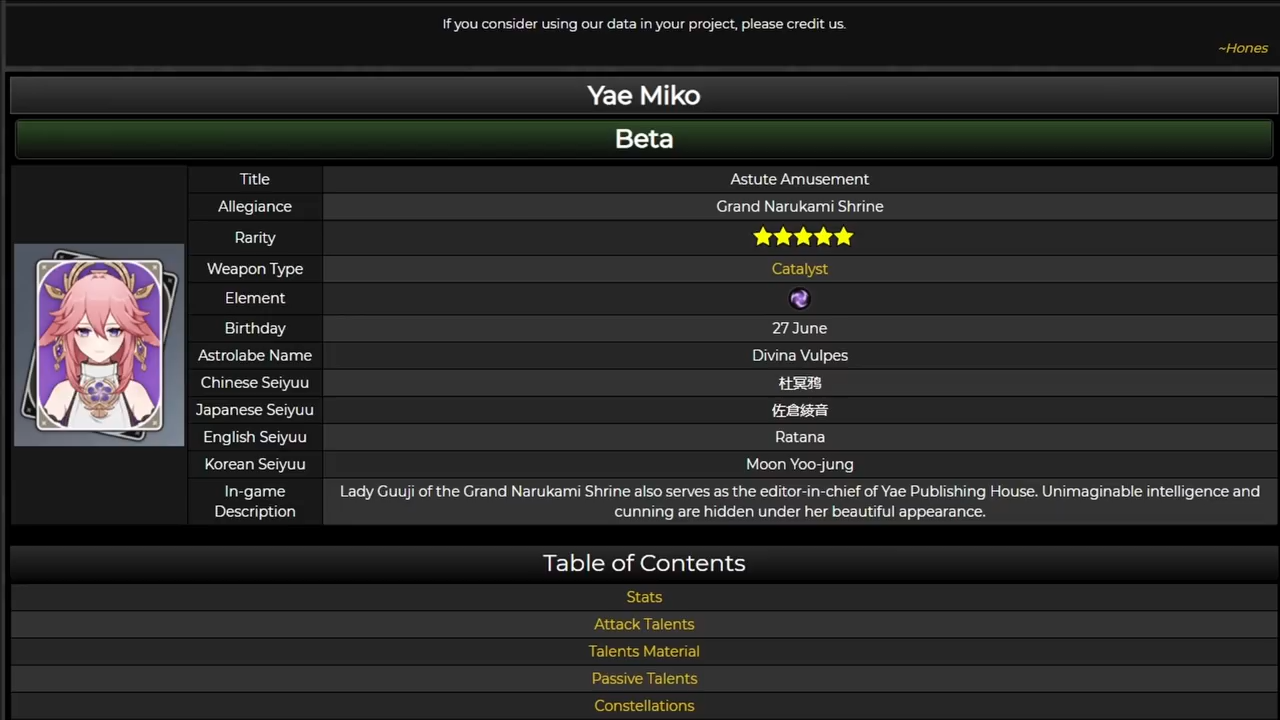 If you consider using our data in your project, please credit us.
~Hones
Yae Miko
Beta
Title
Astute Amusement
Allegiance
Grand Narukami Shrine
Rarity
Weapon Type
Catalyst
Element
Birthday
27 June
Astrolabe Name
Divina Vulpes
Chinese Seiyuu
杜冥鸦
Japanese Seiyuu
佐倉綾音
English Seiyuu
Ratana
Korean Seiyuu
Moon Yoo-jung
In-game
Description
Lady Guuji of the Grand Narukami Shrine also serves as the editor-in-chief of Yae Publishing House. Unimaginable intelligence and
cunning are hidden under her beautiful appearance.
Table of Contents
Stats
Attack Talents
Talents Material
Passive Talents
Constellations